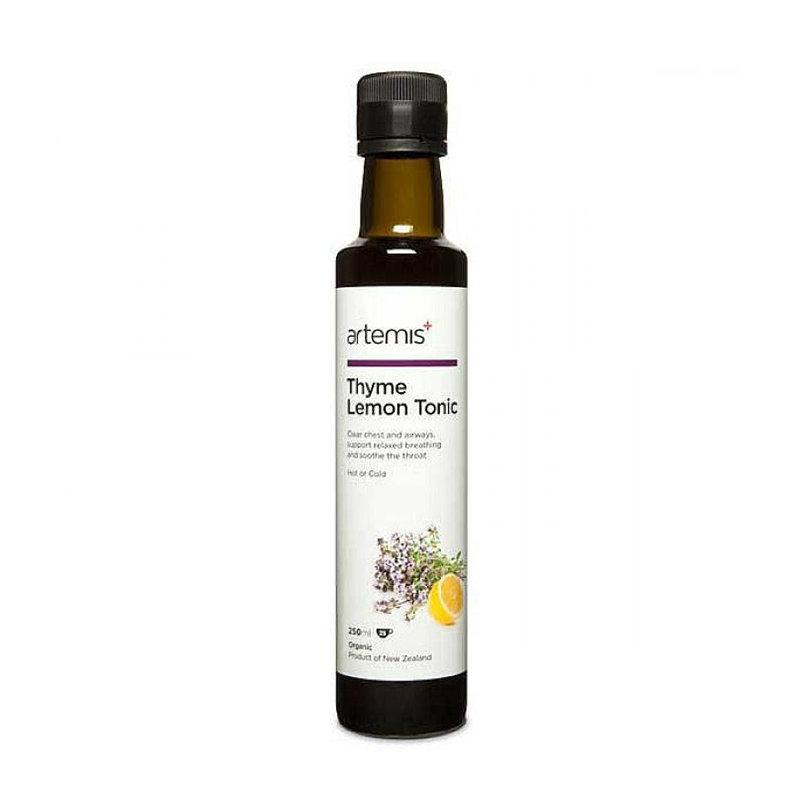 artemis+
Thyme
Lemon Tonic
Clear chest and airways,
support relaxed breathing
and soothe the throat
Hot or Cold
250ml
Organic
Product of New Zealand